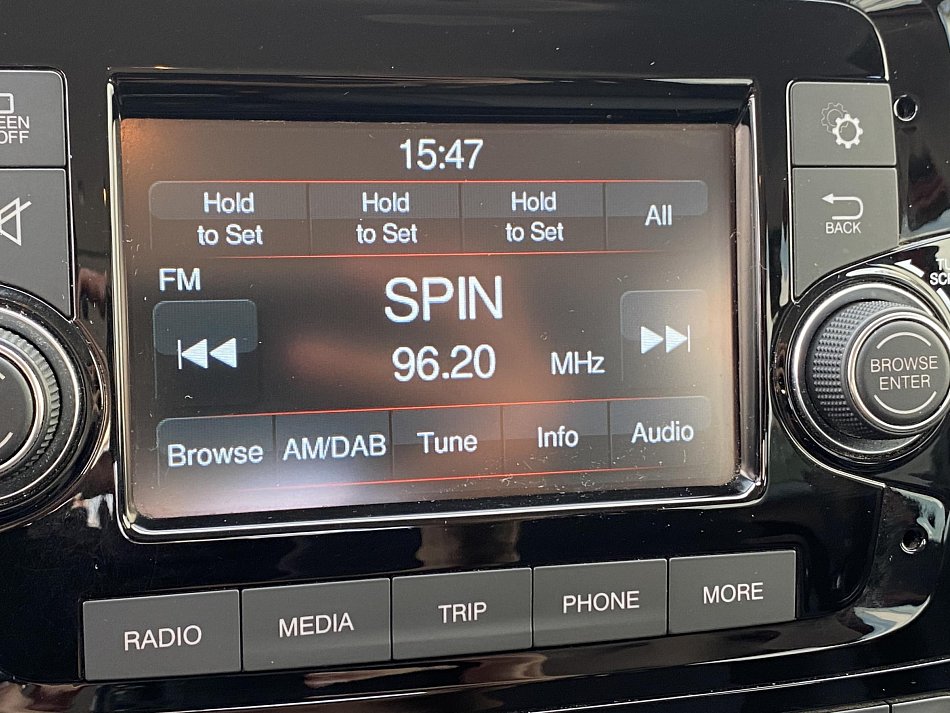 15:47
Hold to Set
Hold to Set
Hold to Set
All
FM
SPIN
96.20 MHz
Browse
AM/DAB
Tune
Info
Audio
OFF
BACK
BROWSE
ENTER
RADIO
MEDIA
TRIP
PHONE
MORE